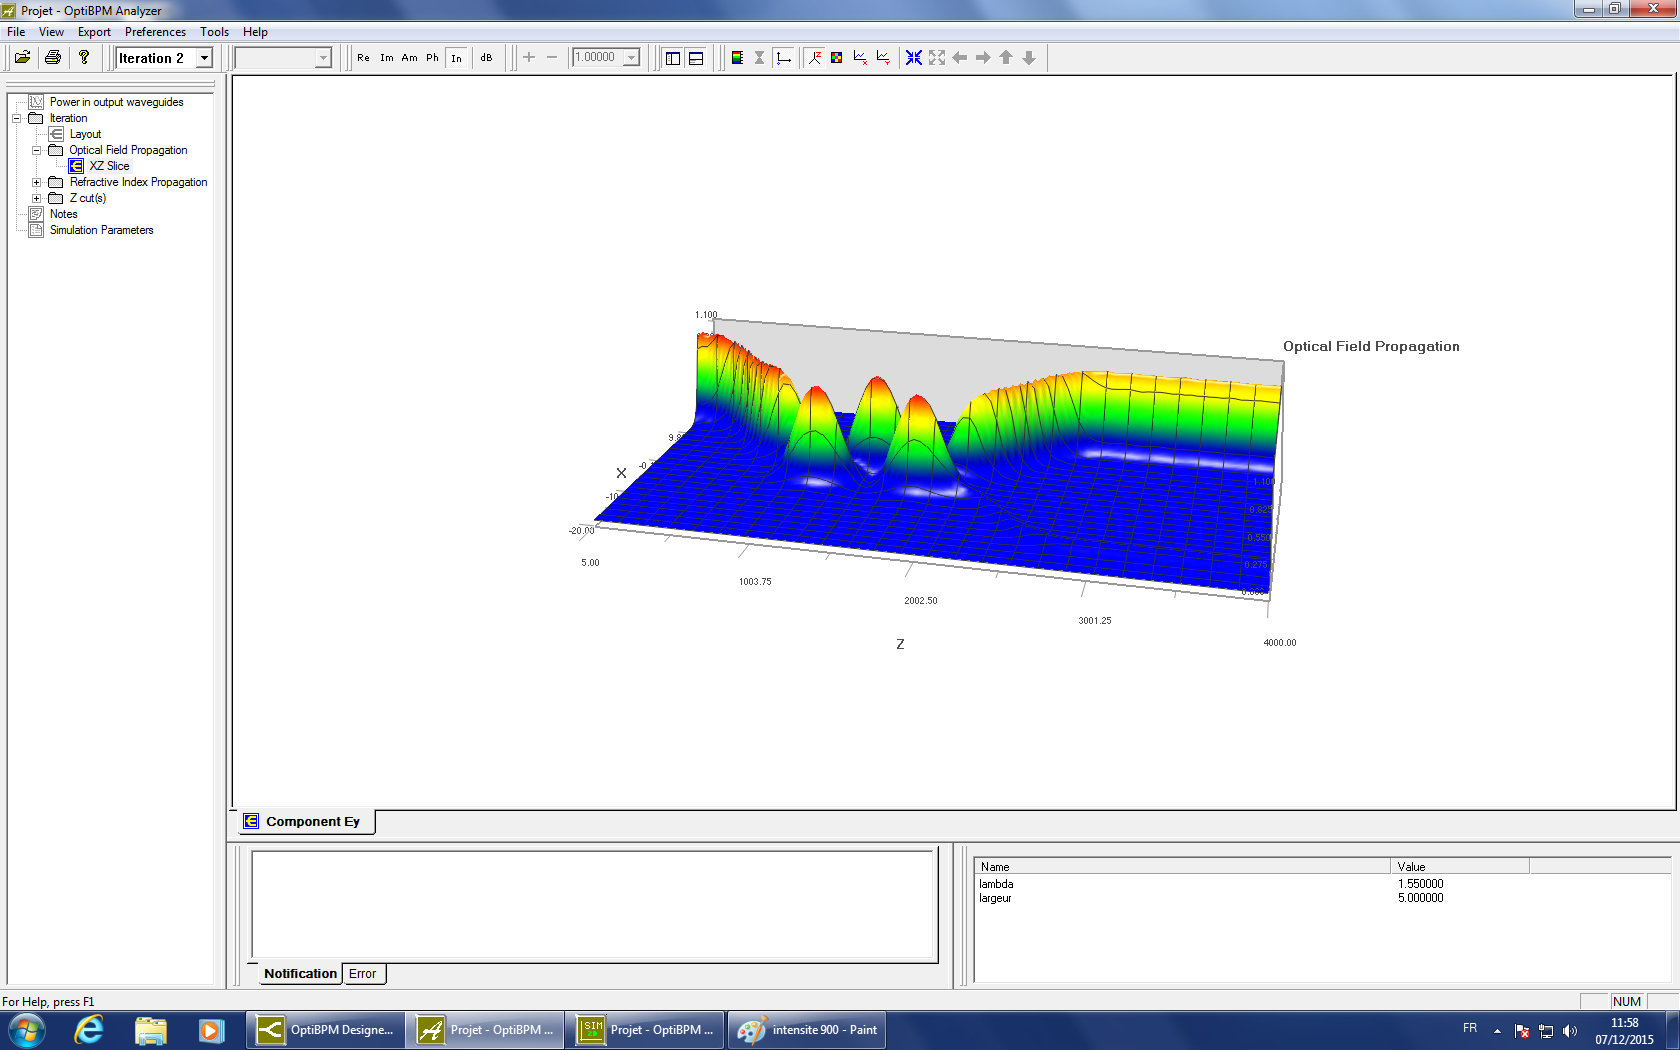 Projet - OptiBPM Analyzer
File View Export Preferences Tools Help
Iteration 2
Re Im Am Ph In dB
1.00000
Power in output waveguides
Iteration
Layout
Optical Field Propagation
XZ Slice
Refractive Index Propagation
Z cut(s)
Notes
Simulation Parameters
Optical Field Propagation
1.100
X
-20.00
5.00
1003.75
2002.50
3001.25
4000.00
Z
1.100
0.825
0.550
0.275
0.000
Component Ey
Name Value
lambda 1.550000
largeur 5.000000
Notification Error
For Help, press F1
NUM
OptiBPM Designe...
Projet - OptiBPM ...
Projet - OptiBPM ...
intensite 900 - Paint
FR
11:58
07/12/2015